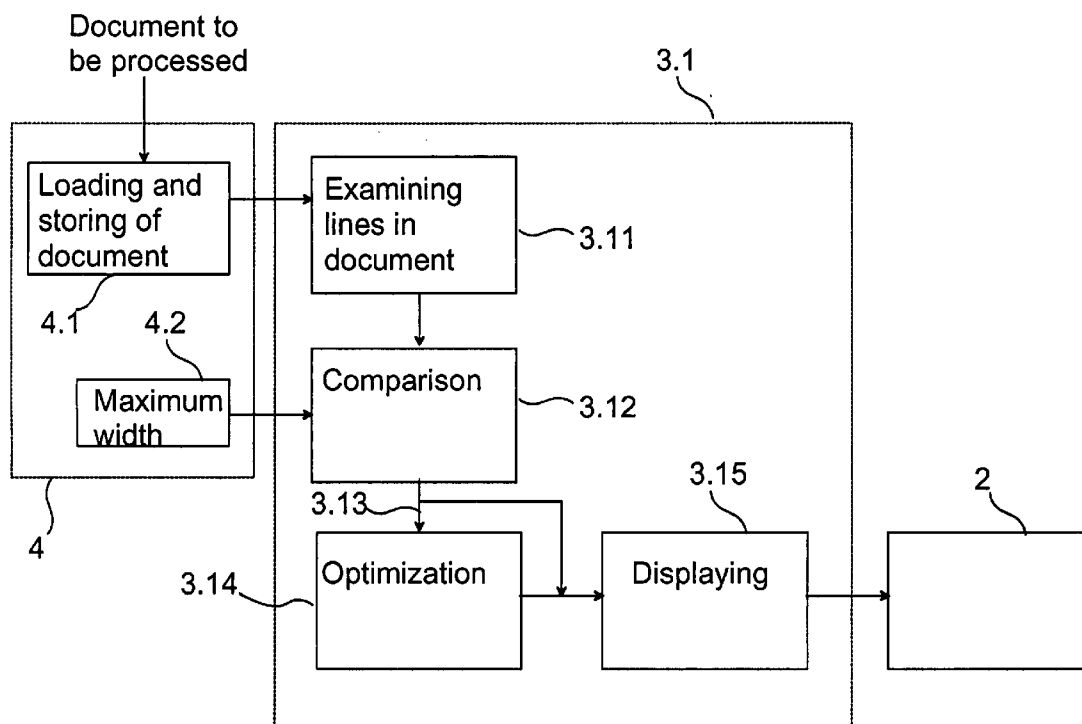 Document to
be processed
3.1
Loading and
storing of
document
Examining
lines in
document
3.11
4.1
4.2
Maximum
width
Comparison
3.12
4
3.13
3.15
2
3.14
Optimization
Displaying